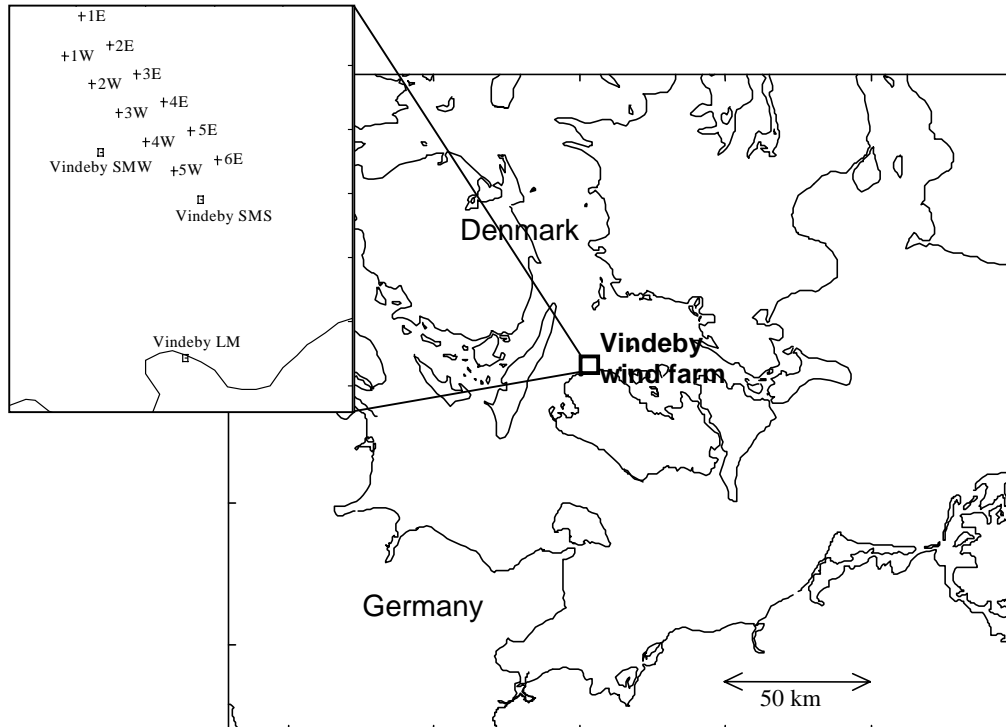 +1E
+2E
+1W
+3E
+2W
+4E
+3W
+5E
+4W
+6E
+5W
Vindeby SMW
Vindeby SMS
Vindeby LM
Denmark
Vindeby
wind farm
Germany
50 km